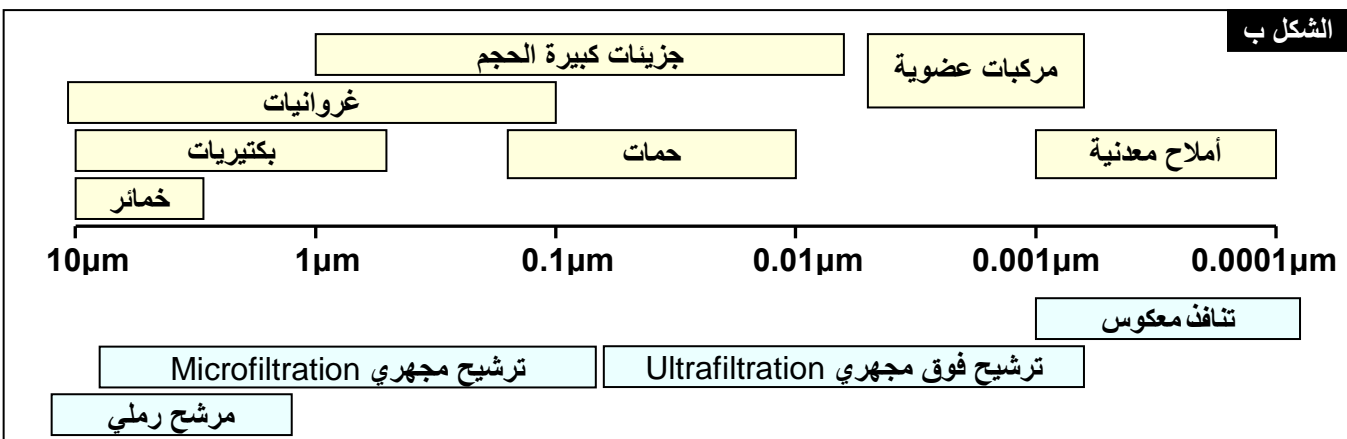 الشكل ب
جزيئات كبيرة الحجم
مركبات عضوية
غروانيات
بكتيريات
حمات
أملاح معدنية
خمائر
10µm 1µm 0.1µm 0.01µm 0.001µm 0.0001µm
تنافذ معكوس
ترشيح مجهري Microfiltration
ترشيح فوق مجهري Ultrafiltration
مرشح رملي